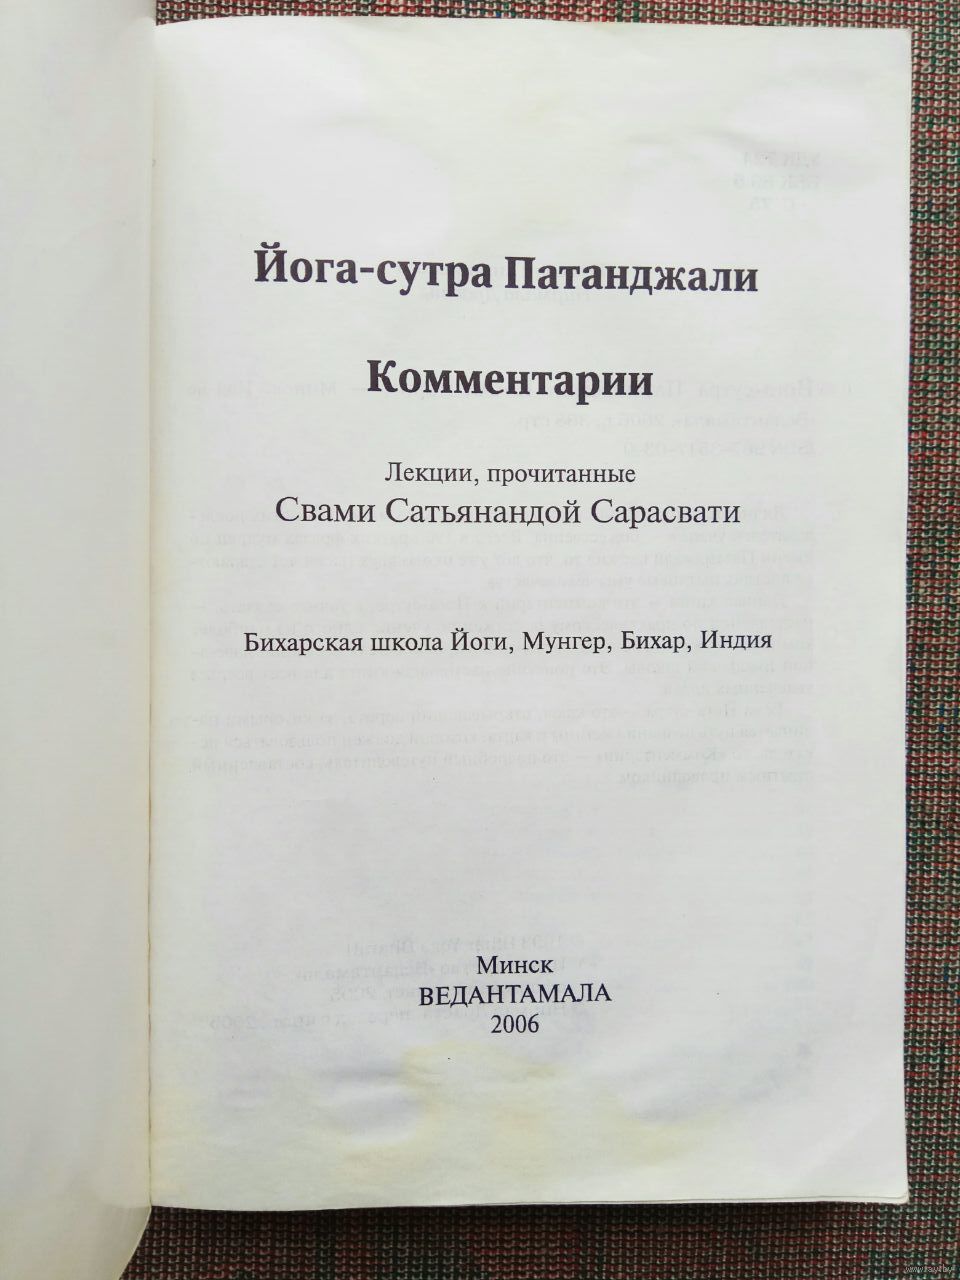 Йога-сутра Патанджали
Комментарии
Лекции, прочитанные
Свами Сатьянандой Сарасвати
Бихарская школа Йоги, Мунгер, Бихар, Индия
Минск
ВЕДАНТАМАЛА
2006